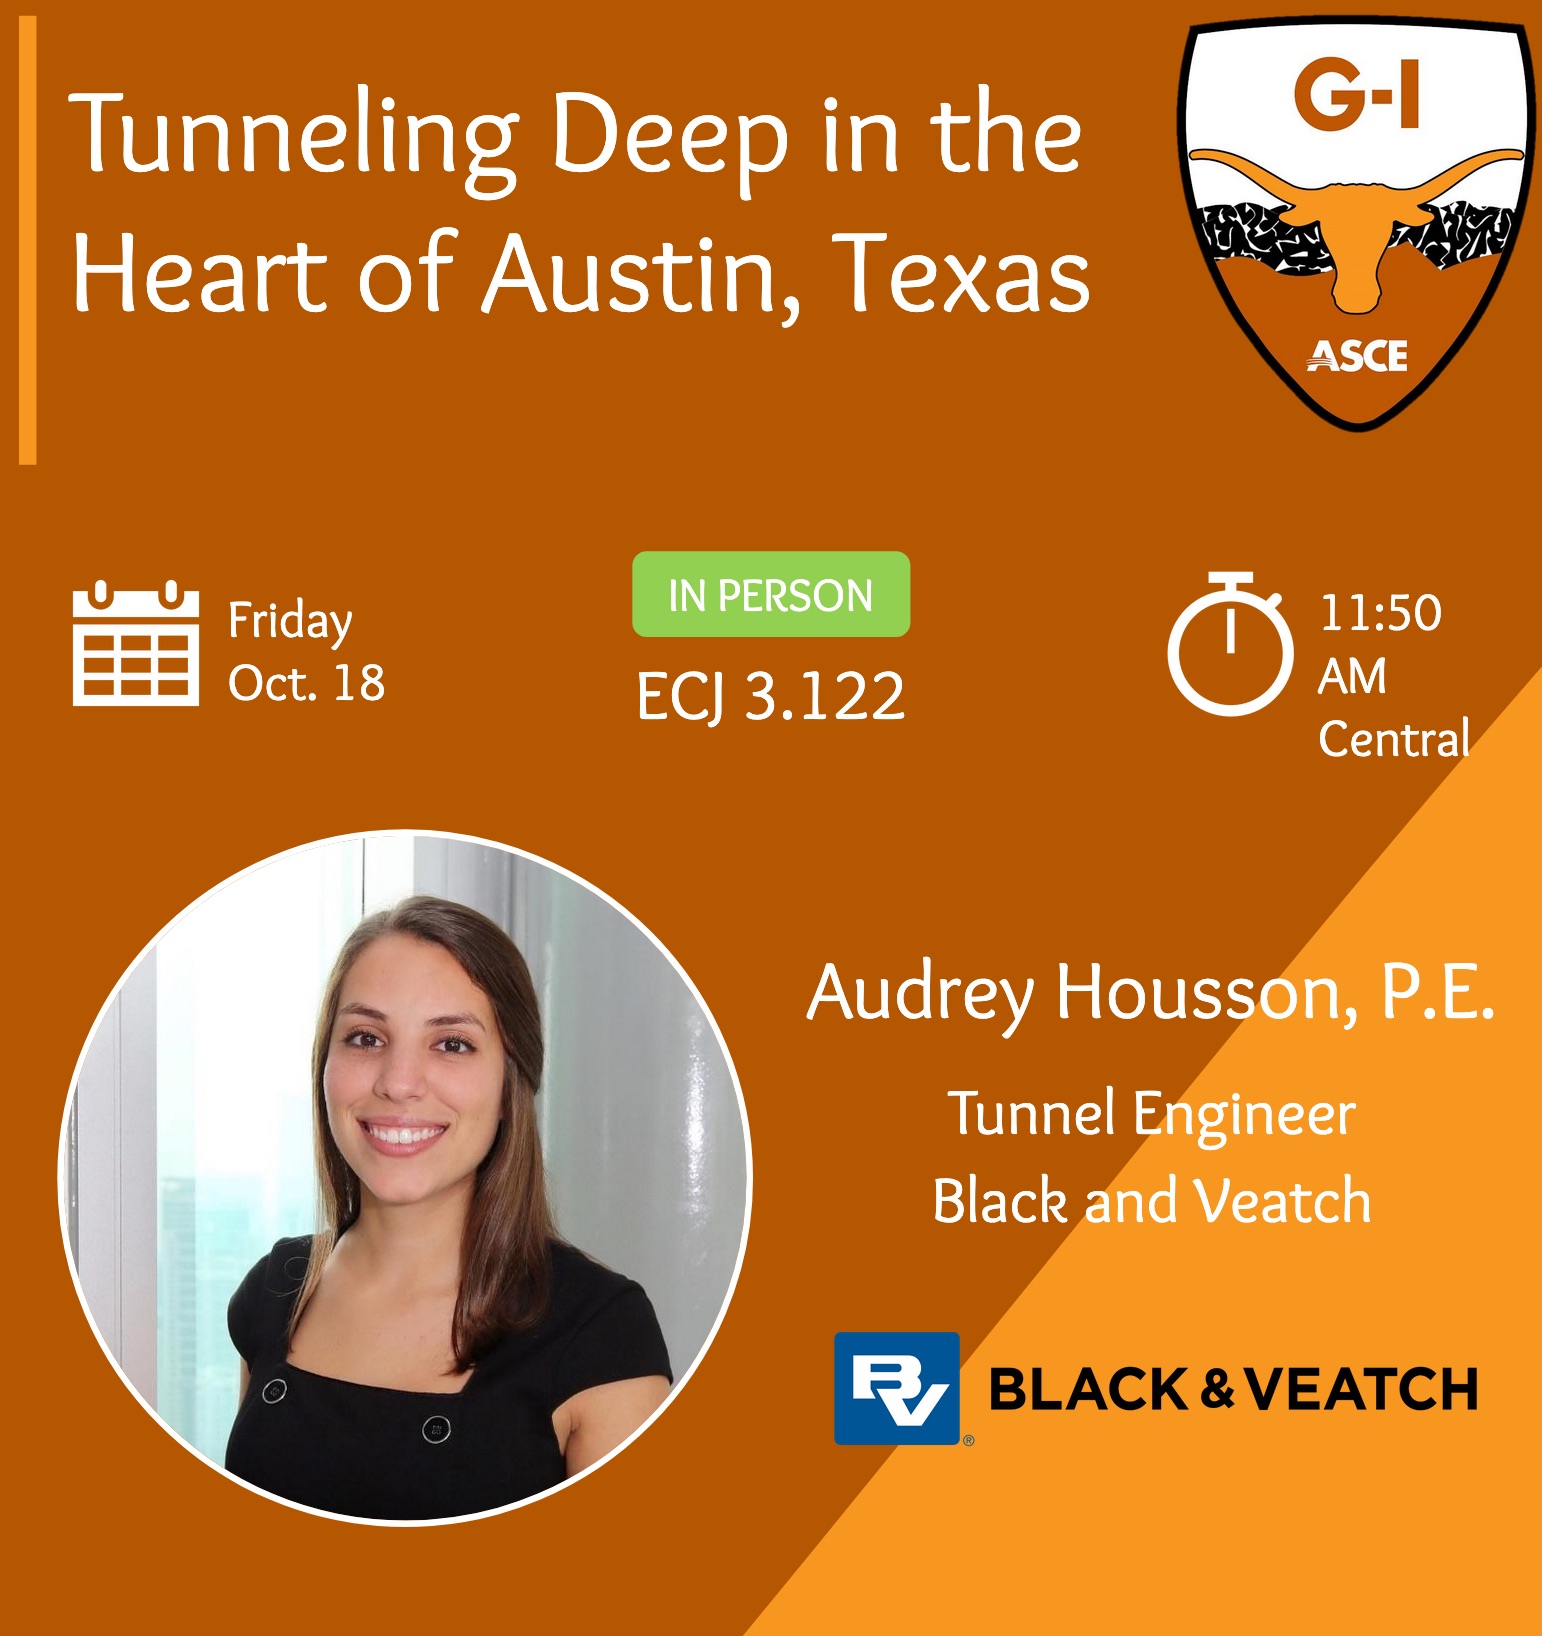 Tunneling Deep in the
Heart of Austin, Texas
G-I
ASCE
Friday
Oct. 18
IN PERSON
ECJ 3.122
11:50
AM
Central
Audrey Housson, P.E.
Tunnel Engineer
Black and Veatch
BV
®
BLACK & VEATCH